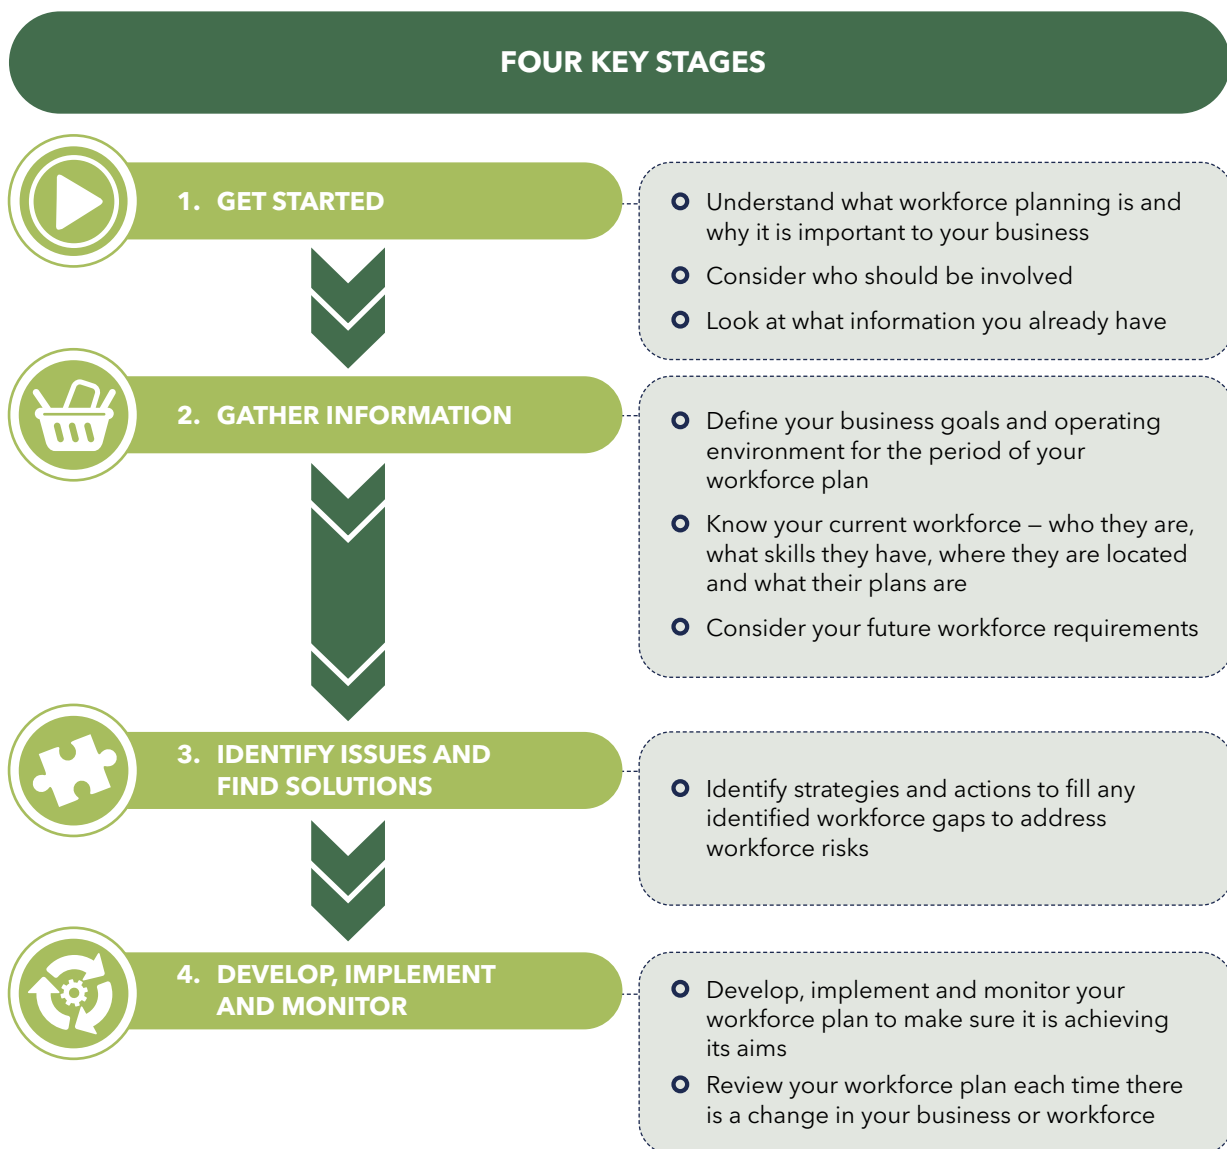 FOUR KEY STAGES
1. GET STARTED
Understand what workforce planning is and
why it is important to your business
Consider who should be involved
Look at what information you already have
2. GATHER INFORMATION
Define your business goals and operating
environment for the period of your
workforce plan
Know your current workforce – who they are,
what skills they have, where they are located
and what their plans are
Consider your future workforce requirements
3. IDENTIFY ISSUES AND
FIND SOLUTIONS
Identify strategies and actions to fill any
identified workforce gaps to address
workforce risks
4. DEVELOP, IMPLEMENT
AND MONITOR
Develop, implement and monitor your
workforce plan to make sure it is achieving
its aims
Review your workforce plan each time there
is a change in your business or workforce